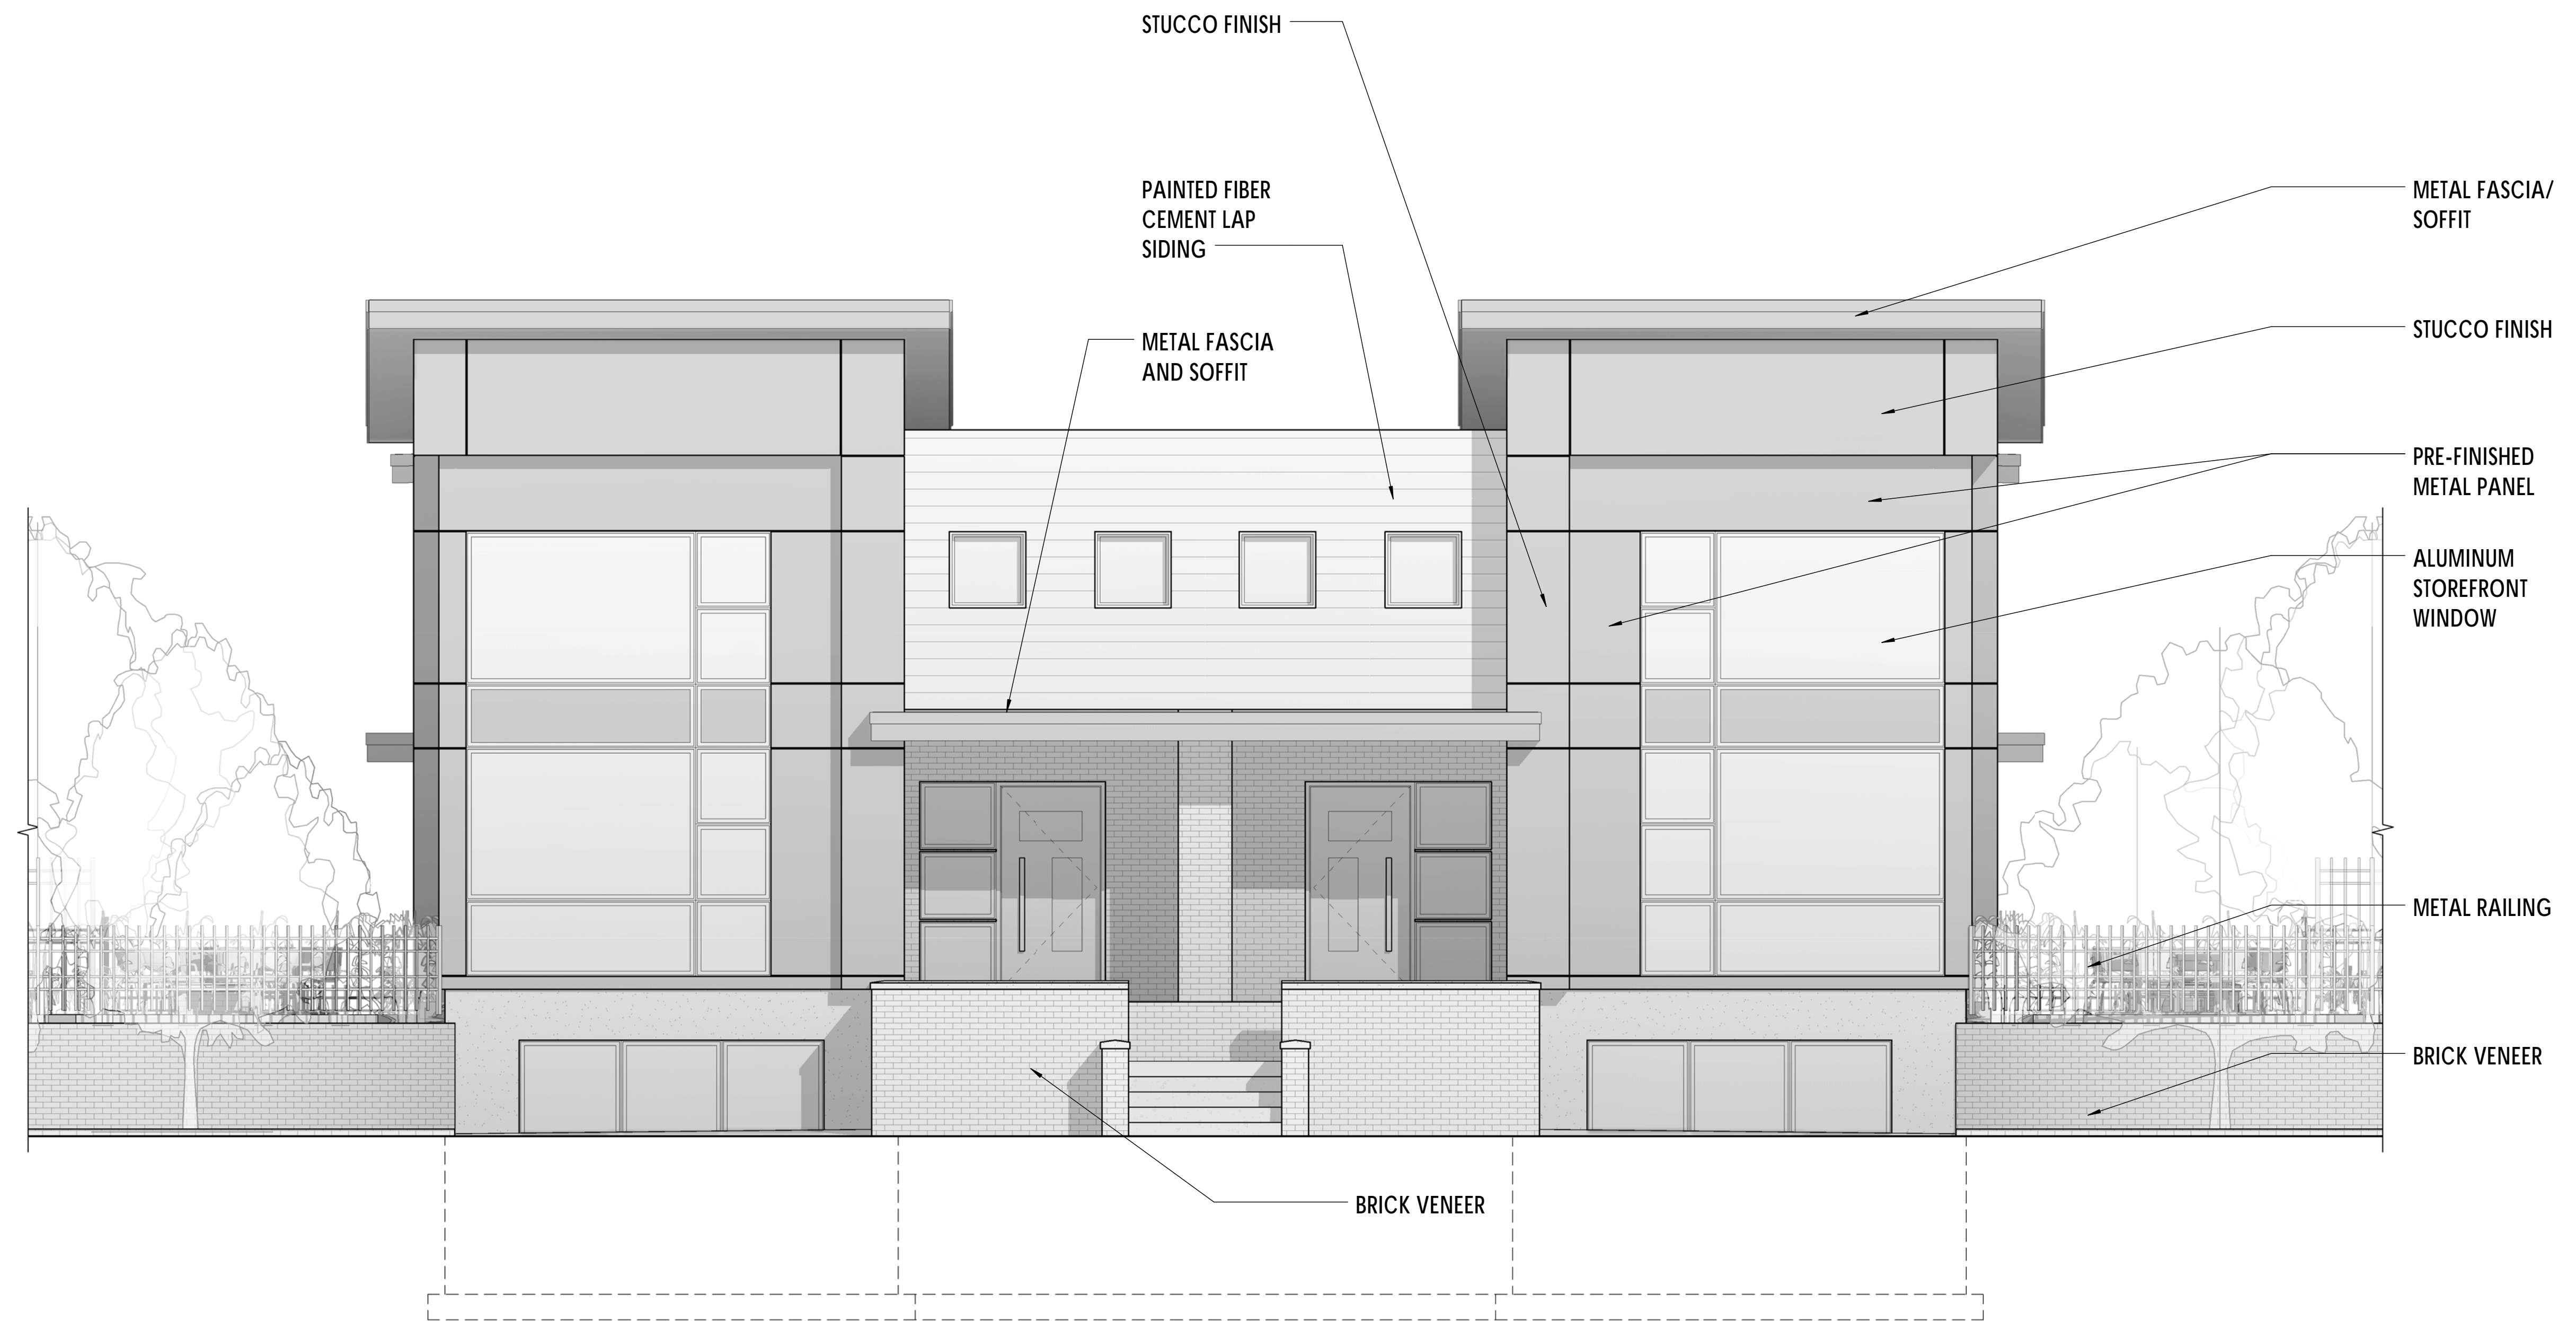 STUCCO FINISH
PAINTED FIBER
CEMENT LAP
SIDING
METAL FASCIA
AND SOFFIT
METAL FASCIA/
SOFFIT
STUCCO FINISH
PRE-FINISHED
METAL PANEL
ALUMINUM
STOREFRONT
WINDOW
METAL RAILING
BRICK VENEER
BRICK VENEER